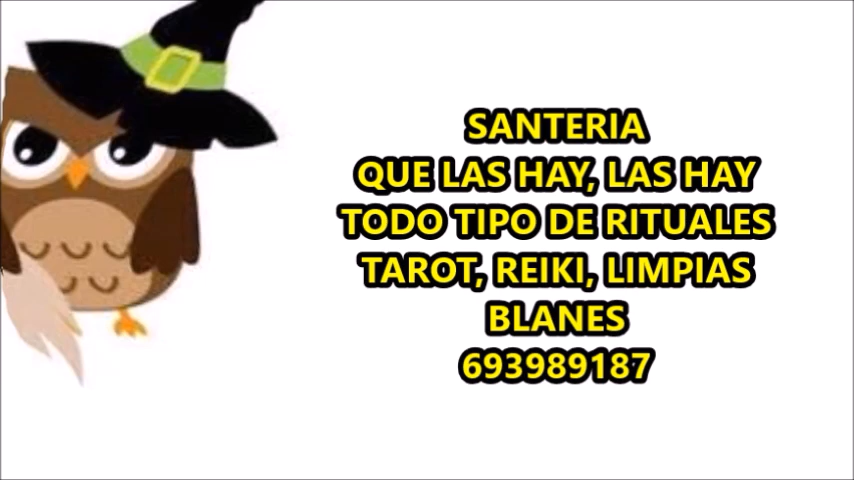 SANTERIA
QUE LAS HAY, LAS HAY
TODO TIPO DE RITUALES
TAROT, REIKI, LIMPIAS
BLANES
693989187